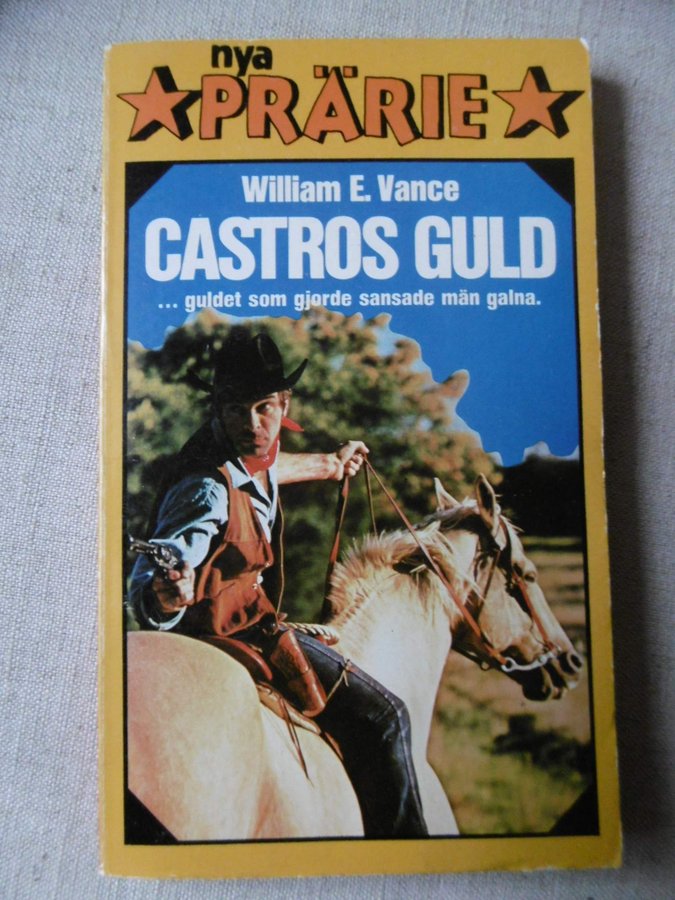 nya
PRÄRIE
William E. Vance
CASTROS GULD
... guldet som gjorde sansade män galna.